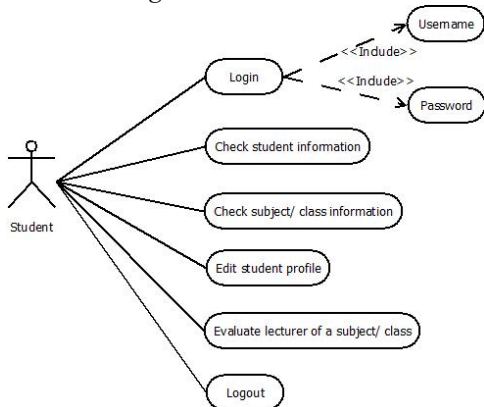 Username
<<Include>>
Login
<<Include>>
Password
Check student information
Student
Check subject/ class information
Edit student profile
Evaluate lecturer of a subject/ class
Logout